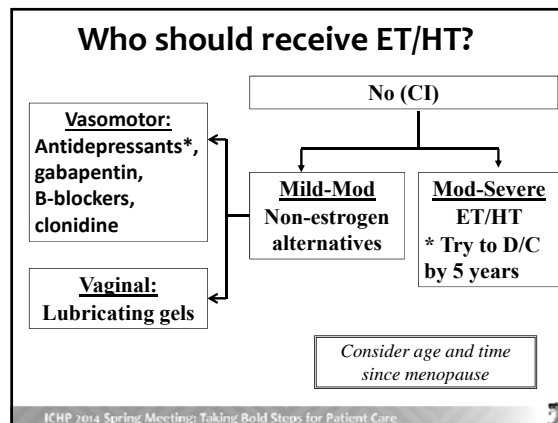 Who should receive ET/HT?
No (CI)
Vasomotor:
Antidepressants*,
gabapentin,
B-blockers,
clonidine
Mild-Mod
Non-estrogen
alternatives
Mod-Severe
ET/HT
* Try to D/C
by 5 years
Vaginal:
Lubricating gels
Consider age and time
since menopause
ICHP 2014 Spring Meeting: Taking Bold Steps for Patient Care